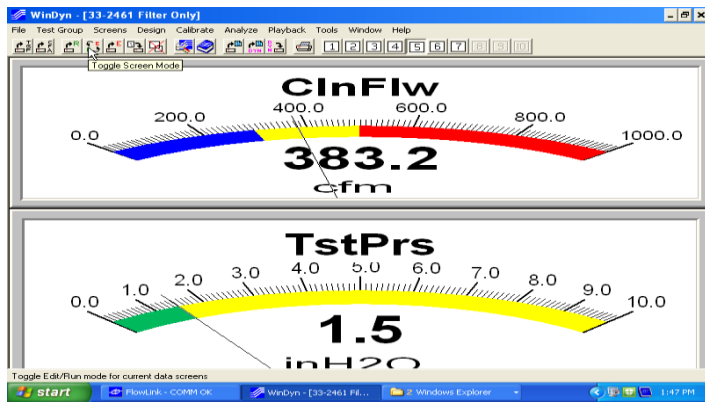 WinDyn - [33-2461 Filter Only]
File Test Group Screens Design Calibrate Analyze Playback Tools Window Help
1 2 3 4 5 6 7 8 9 10
Toggle Screen Mode
ClnFlw
0.0 200.0 400.0 600.0 800.0 1000.0
383.2
cfm
TstPrs
0.0 1.0 2.0 3.0 4.0 5.0 6.0 7.0 8.0 9.0 10.0
1.5
inH2O
Toggle Edit/Run mode for current data screens
start FlowLink - COMM OK WinDyn - [33-2461 Fil... 2 Windows Explorer 1:47 PM